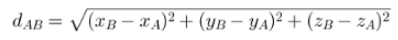 d_{AB} = \sqrt{(x_B - x_A)^2 + (y_B - y_A)^2 + (z_B - z_A)^2}